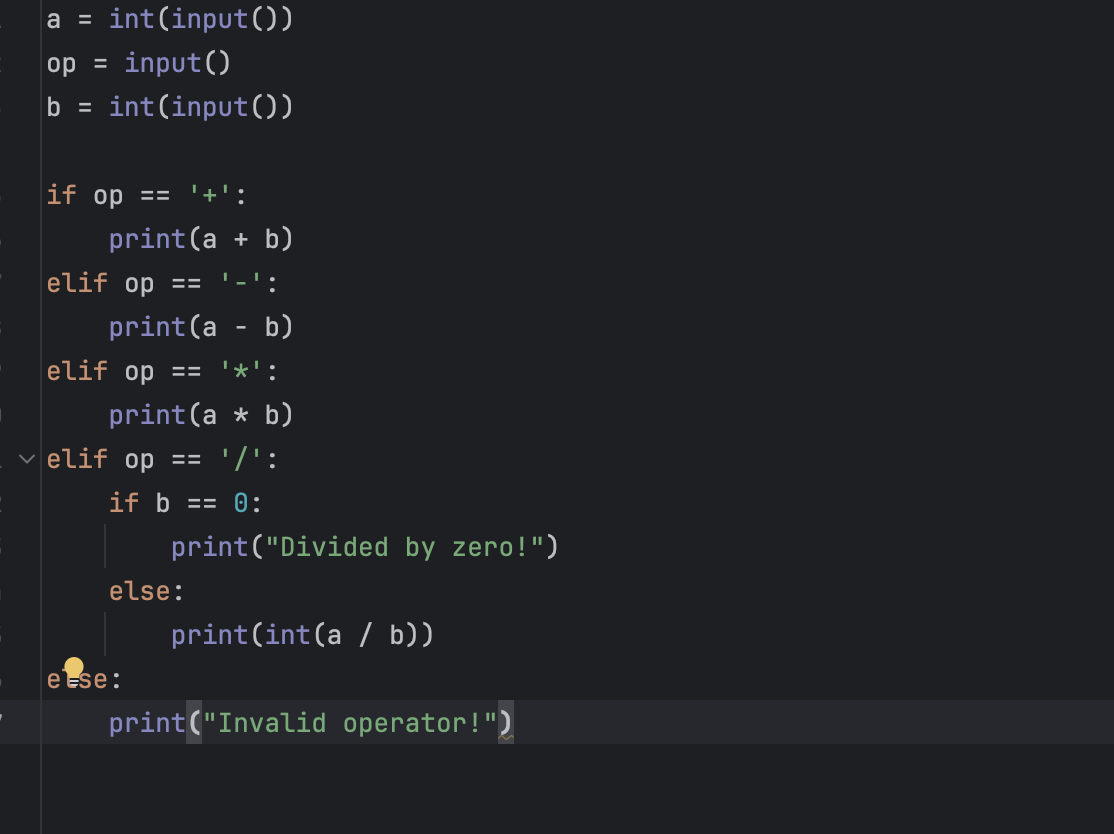 a = int(input())
op = input()
b = int(input())

if op == '+':
    print(a + b)
elif op == '-':
    print(a - b)
elif op == '*':
    print(a * b)
elif op == '/':
    if b == 0:
        print("Divided by zero!")
    else:
        print(int(a / b))
else:
    print("Invalid operator!")